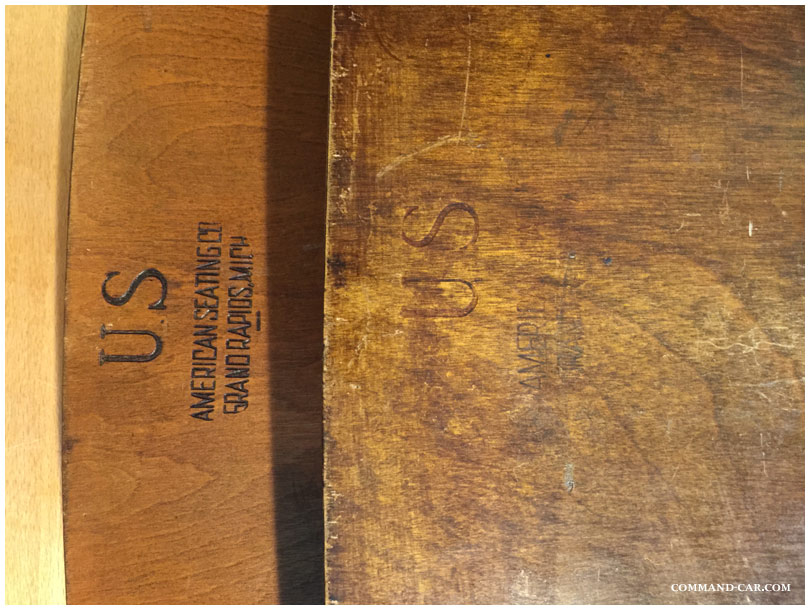 U.S
AMERICAN SEATING CO
GRAND RAPIDS, MICH
U S
COMMAND-CAR.COM